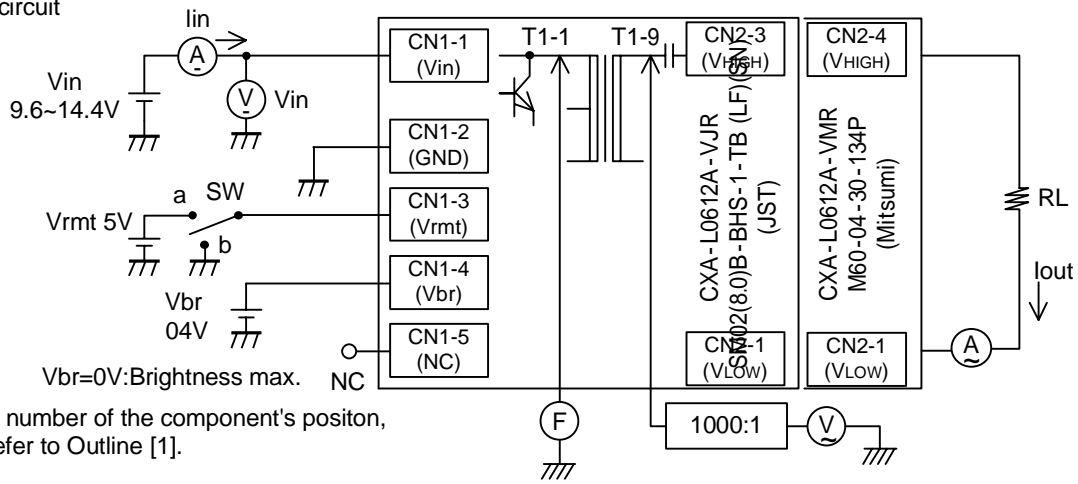 circuit
Iin
A
Vin
9.6~14.4V
V
Vin
CN1-1
(Vin)
CN1-2
(GND)
a
SW
b
Vrmt 5V
CN1-3
(Vrmt)
Vbr
04V
CN1-4
(Vbr)
CN1-5
(NC)
NC
Vbr=0V:Brightness max.
number of the component's positon,
efer to Outline [1].
T1-1
T1-9
CN2-3
(VHIGH)
CXA-L0612A-VJR
SM02(8.0)B-BHS-1-TB (LF)(SN)
(JST)
CN2-1
(VLOW)
CN2-4
(VHIGH)
CXA-L0612A-VMR
M60-04-30-134P
(Mitsumi)
CN2-1
(VLOW)
RL
Iout
A
F
1000:1
V